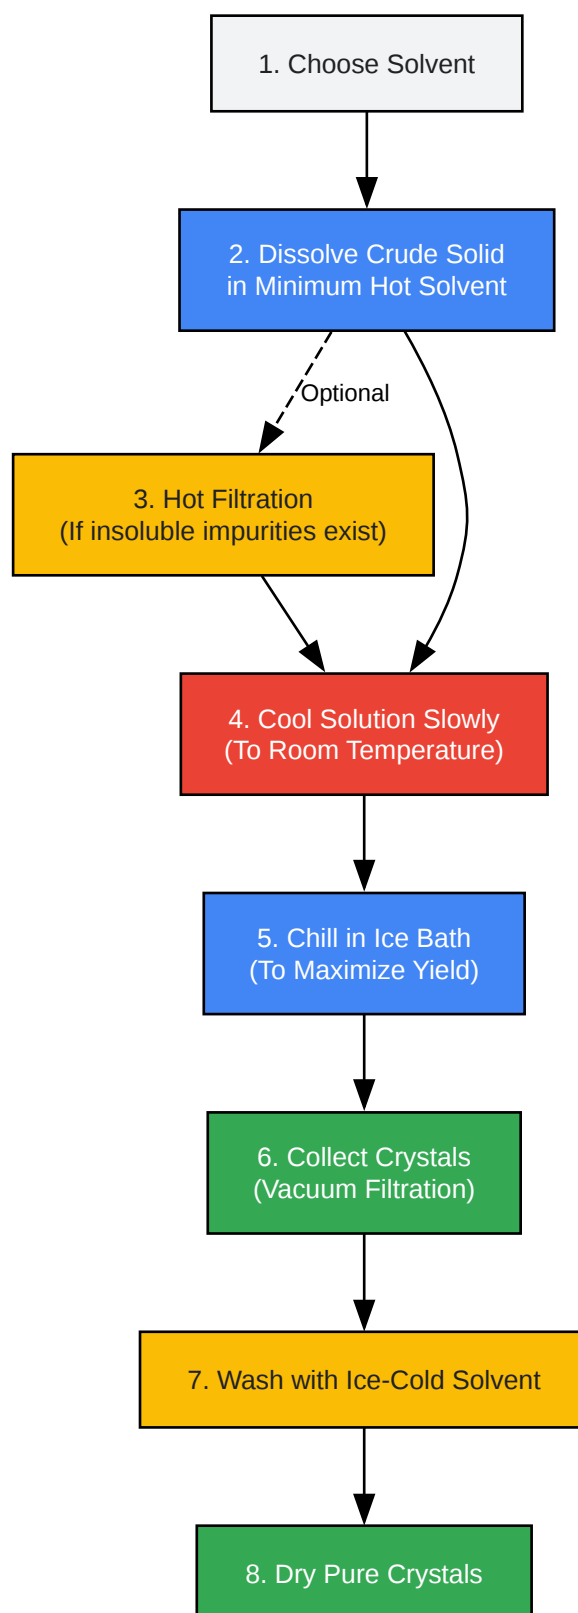 1. Choose Solvent
2. Dissolve Crude Solid
in Minimum Hot Solvent
Optional
3. Hot Filtration
(If insoluble impurities exist)
4. Cool Solution Slowly
(To Room Temperature)
5. Chill in Ice Bath
(To Maximize Yield)
6. Collect Crystals
(Vacuum Filtration)
7. Wash with Ice-Cold Solvent
8. Dry Pure Crystals